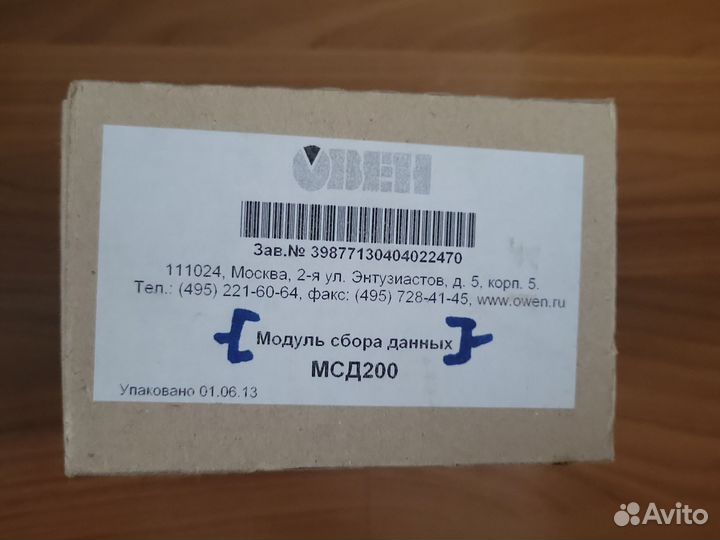 ОВЕН
Зав.№ 39877130404022470
111024, Москва, 2-я ул. Энтузиастов, д. 5, корп. 5.
Тел.: (495) 221-60-64, факс: (495) 728-41-45, www.owen.ru
{Модуль сбора данных}
МСД200
Упаковано 01.06.13
Avito